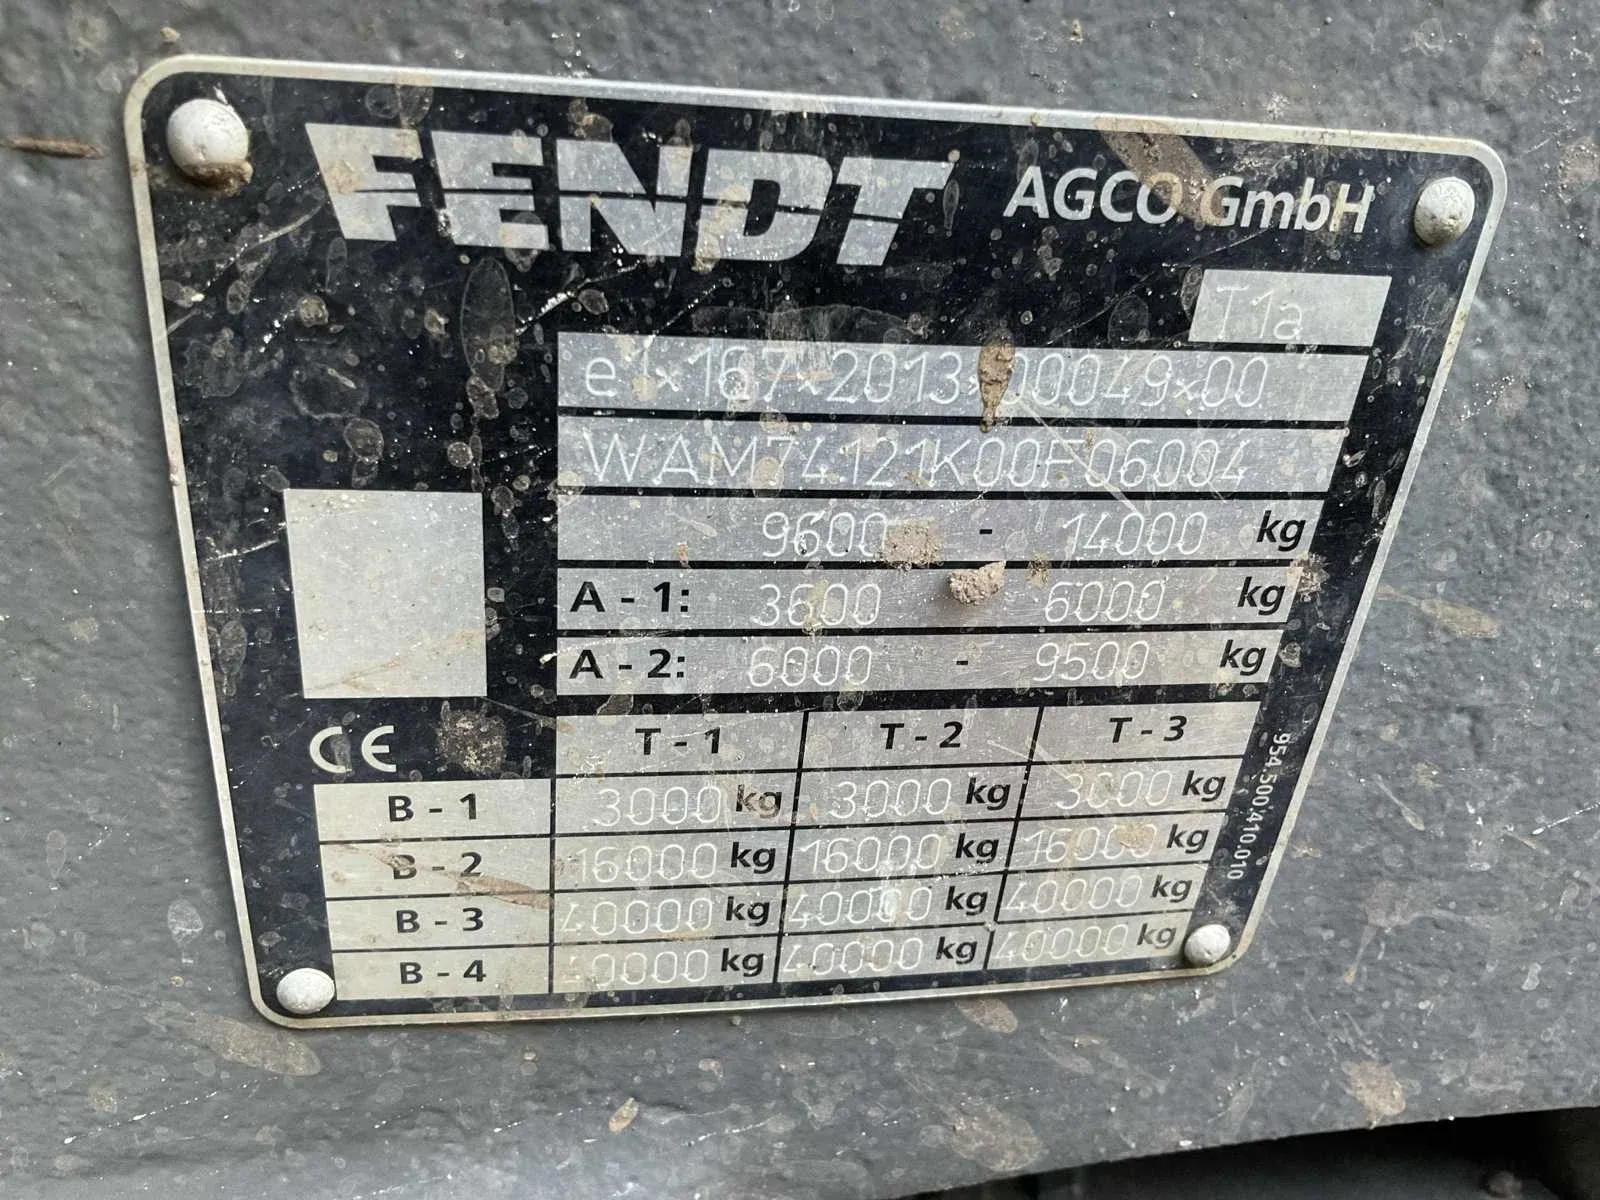 FENDT AGCO GmbH
T1a
e1×167×2013×00049×00
WAM74121K00F06004
9600 - 14000 kg
A - 1: 3600 6000 kg
A - 2: 6000 - 9500 kg
CE
T - 1 T - 2 T - 3
B - 1 3000 kg 3000 kg 3000 kg
B - 2 16000 kg 16000 kg 16000 kg
B - 3 40000 kg 40000 kg 40000 kg
B - 4 40000 kg 40000 kg 40000 kg
954.500.410.010